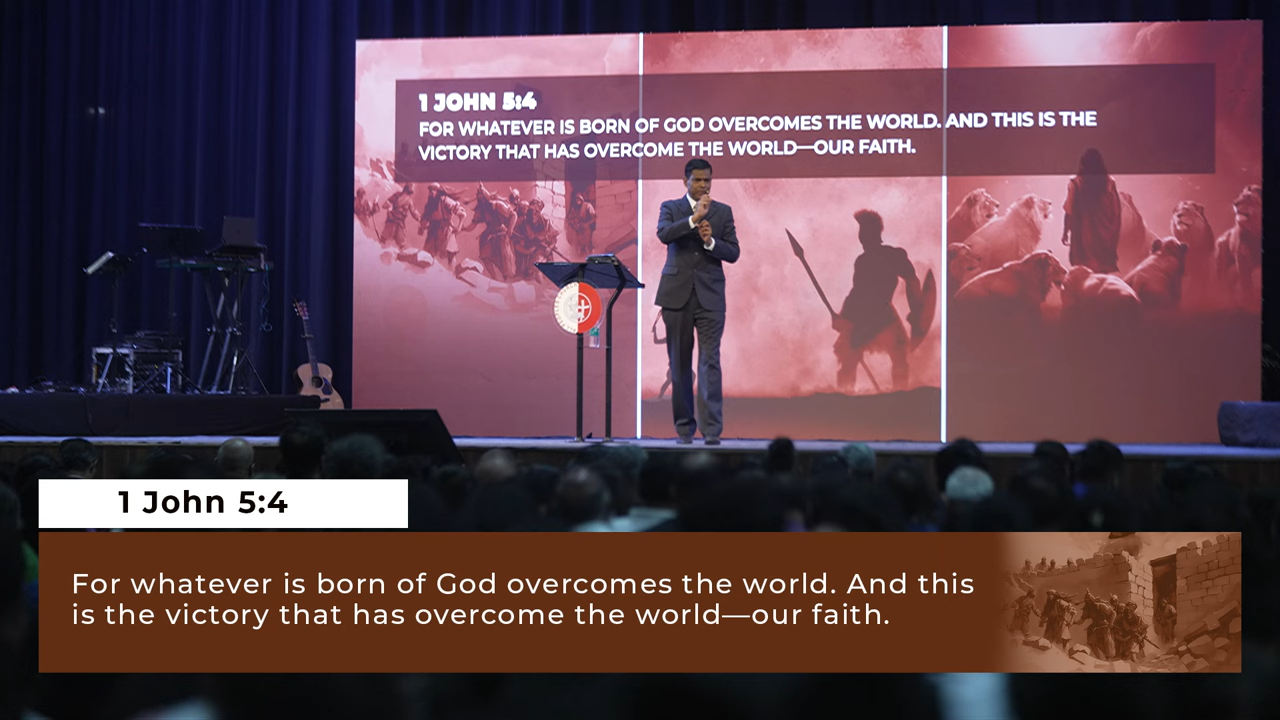 1 JOHN 5:4
FOR WHATEVER IS BORN OF GOD OVERCOMES THE WORLD. AND THIS IS THE
VICTORY THAT HAS OVERCOME THE WORLD—OUR FAITH.
1 John 5:4
For whatever is born of God overcomes the world. And this
is the victory that has overcome the world—our faith.